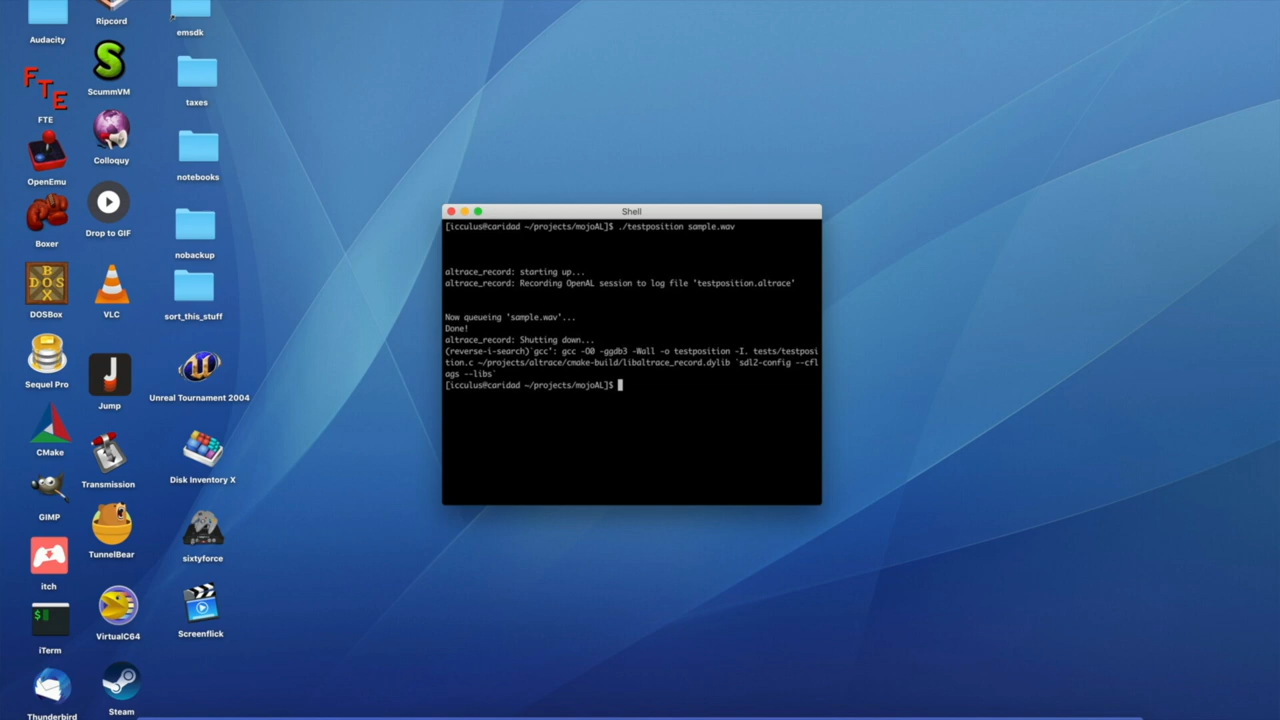 Audacity
Ripcord
emsdk
FTE
FTE
ScummVM
taxes
OpenEmu
Colloquy
notebooks
Boxer
Drop to GIF
nobackup
B
DOS
X
DOSBox
VLC
sort_this_stuff
Sequel Pro
J
Jump
Unreal Tournament 2004
CMake
Transmission
Disk Inventory X
GIMP
TunnelBear
sixtyforce
itch
$
iTerm
VirtualC64
Screenflick
Thunderbird
Steam
Shell
[icculus@caridad ~/projects/mojoAL]$ ./testposition sample.wav
altrace_record: starting up...
altrace_record: Recording OpenAL session to log file 'testposition.altrace'
Now queueing 'sample.wav'...
Done!
altrace_record: Shutting down...
(reverse-i-search)`gcc': gcc -O0 -ggdb3 -Wall -o testposition -I. tests/testposi
tion.c ~/projects/altrace/cmake-build/libaltrace_record.dylib `sdl2-config --cfl
ags --libs`
[icculus@caridad ~/projects/mojoAL]$